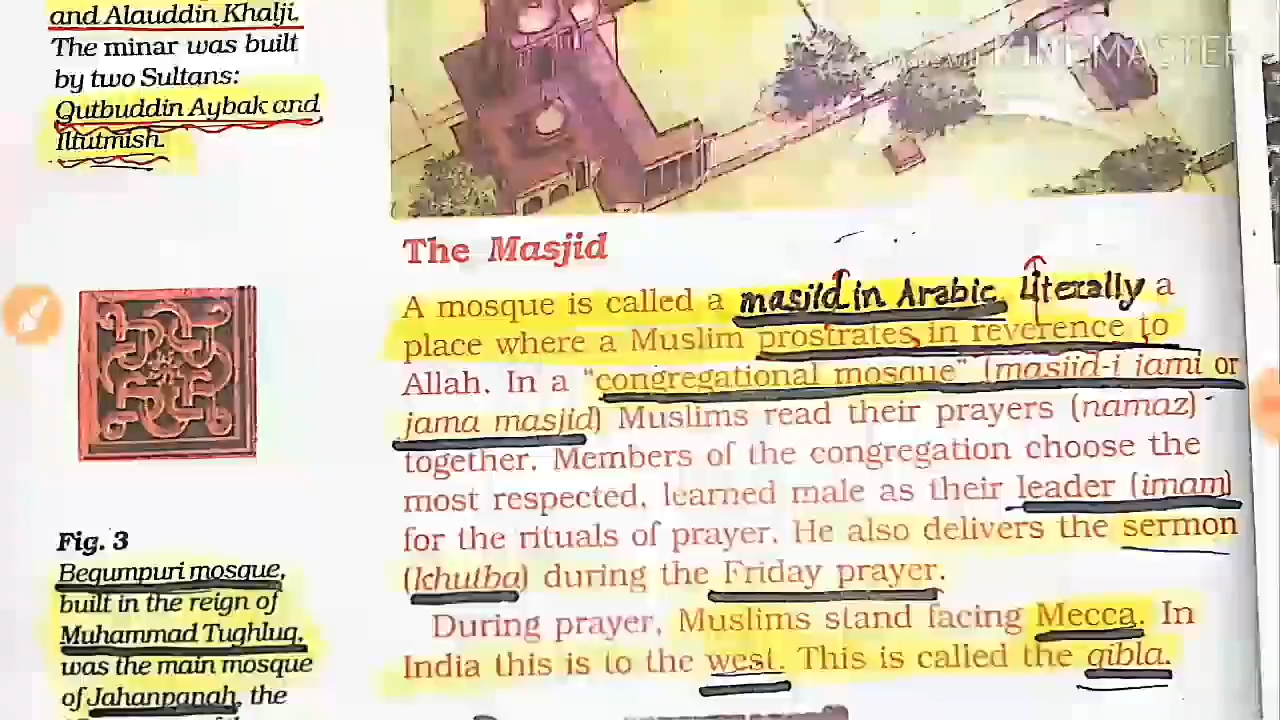 and Alauddin Khalji.
The minar was built
by two Sultans:
Qutbuddin Aybak and
Iltutmish.
Made with KINEMASTER
The Masjid
A mosque is called a masjid in Arabic, literally a
place where a Muslim prostrates in reverence to
Allah. In a "congregational mosque" (masjid-i jami or
jama masjid) Muslims read their prayers (namaz)
together. Members of the congregation choose the
most respected, learned male as their leader (imam)
for the rituals of prayer. He also delivers the sermon
(khutba) during the Friday prayer.
During prayer, Muslims stand facing Mecca. In
India this is to the west. This is called the qibla.
Fig. 3
Begumpuri mosque,
built in the reign of
Muhammad Tughluq,
was the main mosque
of Jahanpanah, the